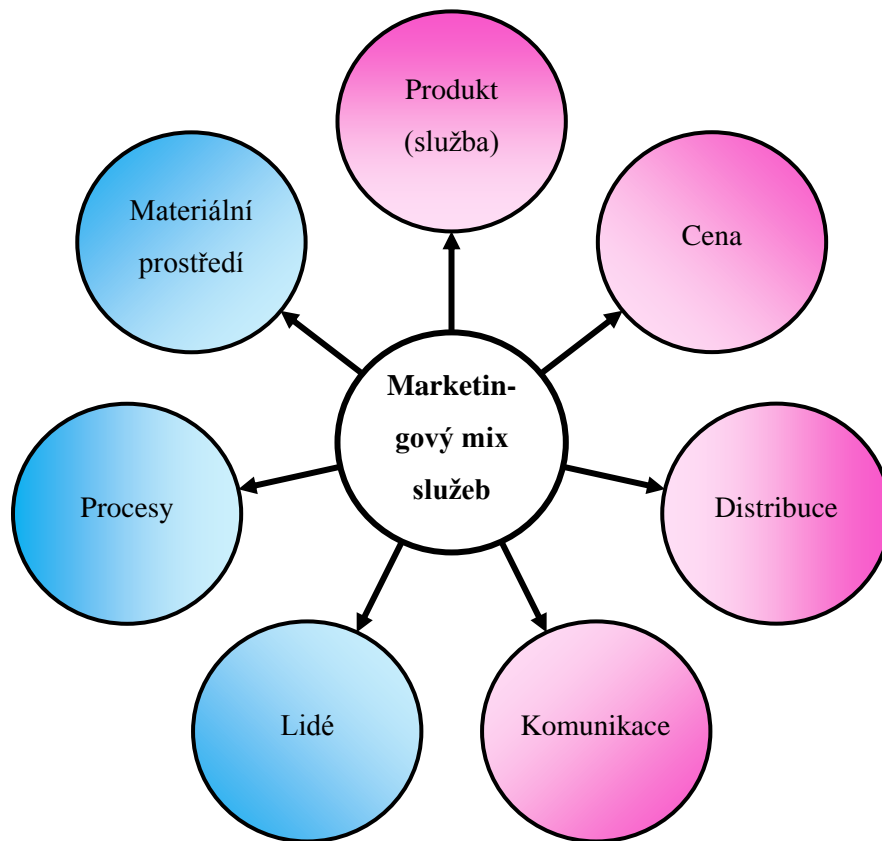 Produkt
(služba)
Materiální
prostředí
Cena
Marketin-
gový mix
služeb
Procesy
Distribuce
Lidé
Komunikace